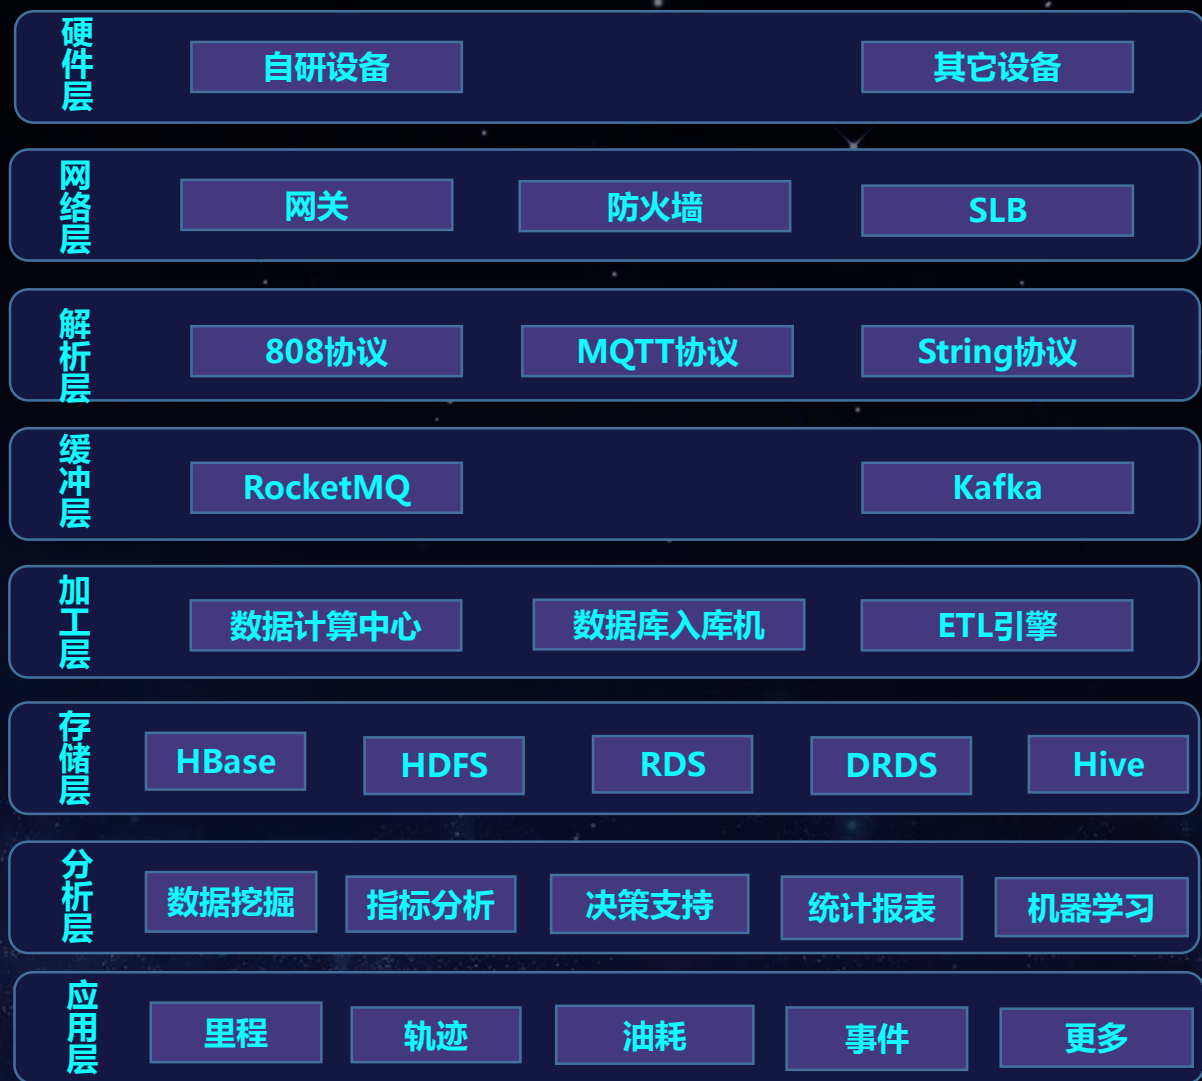 硬件层
自研设备
其它设备
网络层
网关
防火墙
SLB
解析层
808协议
MQTT协议
String协议
缓冲层
RocketMQ
Kafka
加工层
数据计算中心
数据库入库机
ETL引擎
存储层
HBase
HDFS
RDS
DRDS
Hive
分析层
数据挖掘
指标分析
决策支持
统计报表
机器学习
应用层
里程
轨迹
油耗
事件
更多